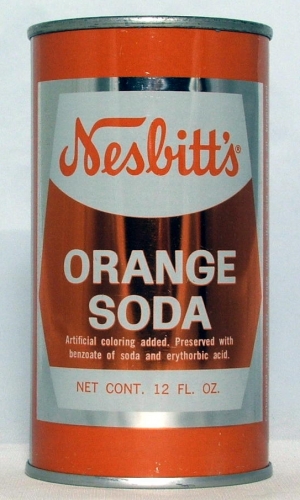 Nesbitt's®
ORANGE
SODA
Artificial coloring added. Preserved with
benzoate of soda and erythorbic acid.
NET CONT. 12 FL. OZ.